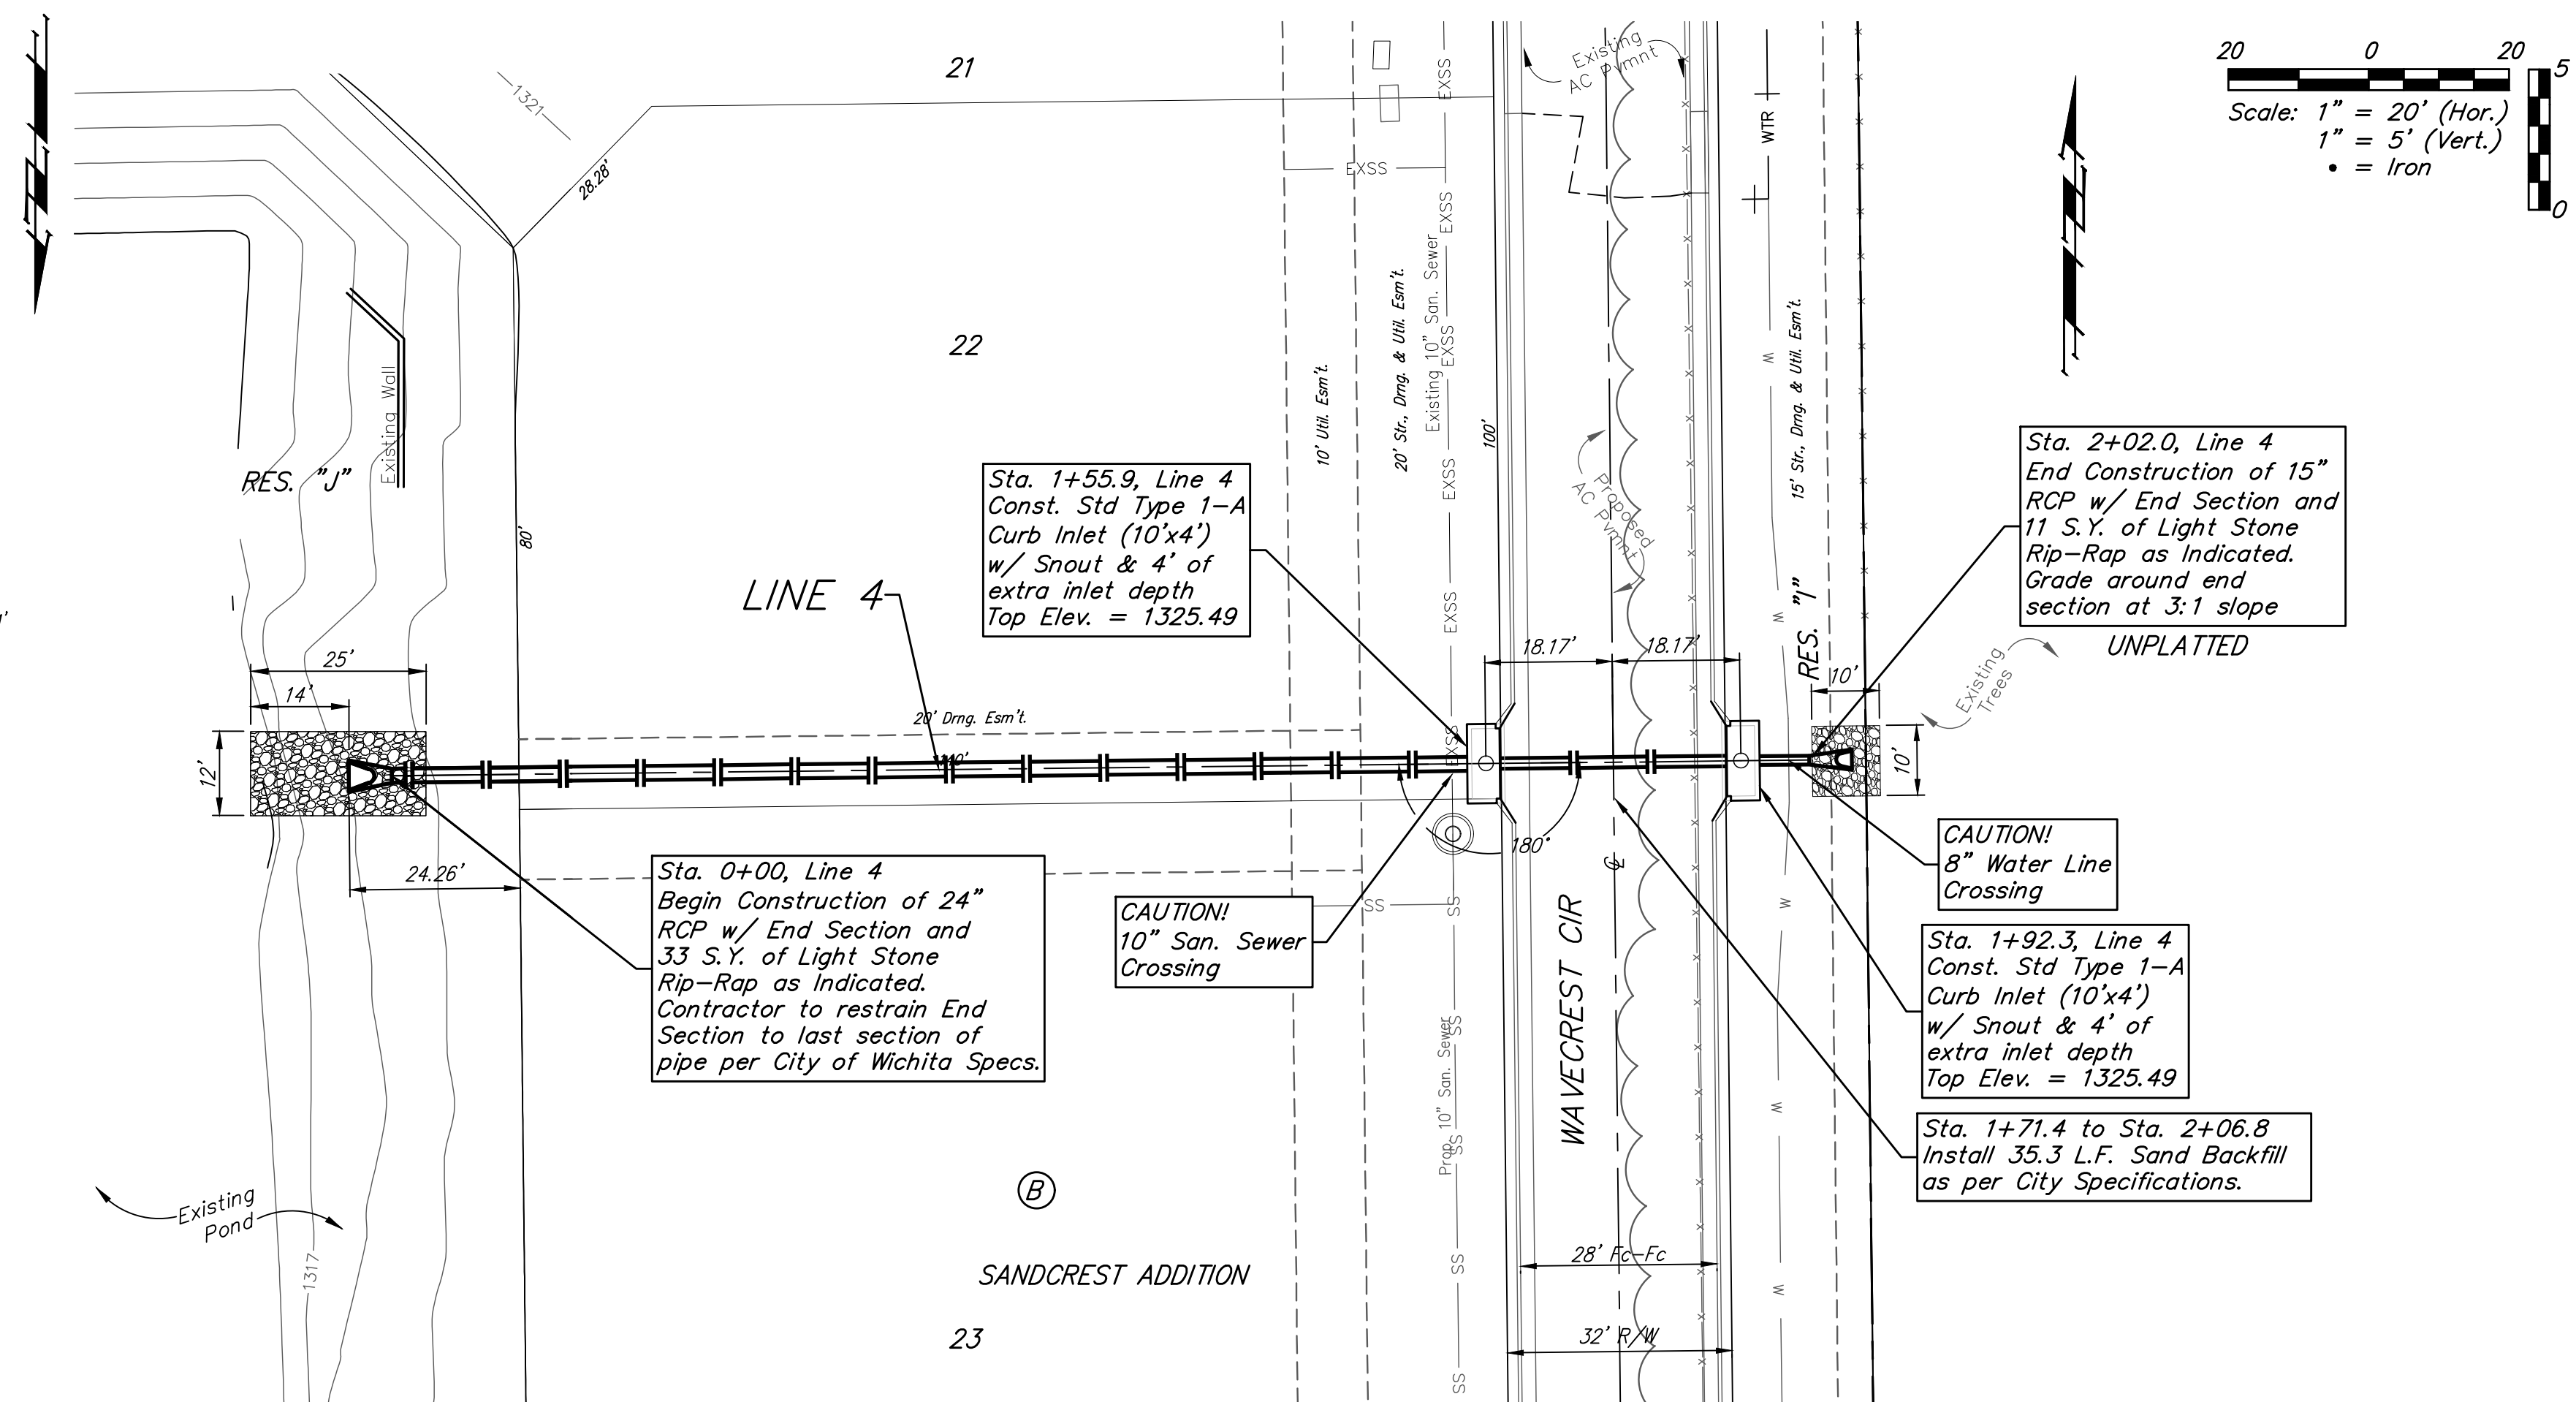 21
1321
28.28'
EXSS
EXSS
EXSS
Existing
AC Pvmnt
WTR
20 0 20
5
0
Scale: 1" = 20' (Hor.)
1" = 5' (Vert.)
• = Iron
22
Existing Wall
RES. "J"
80'
10' Util. Esm't.
20' Str., Drng. & Util. Esm't.
Existing 10" San. Sewer
EXSS
EXSS
EXSS
EXSS
100'
W
15' Str., Drng. & Util. Esm't.
Proposed
AC Pvmnt
W
W
RES. "I"
Sta. 1+55.9, Line 4
Const. Std Type 1-A
Curb Inlet (10'x4')
w/ Snout & 4' of
extra inlet depth
Top Elev. = 1325.49
Sta. 2+02.0, Line 4
End Construction of 15"
RCP w/ End Section and
11 S.Y. of Light Stone
Rip-Rap as Indicated.
Grade around end
section at 3:1 slope
UNPLATTED
Existing
Trees
LINE 4
25'
14'
12'
24.26'
20' Drng. Esm't.
140'
18.17'
18.17'
10'
10'
180°
℄
Sta. 0+00, Line 4
Begin Construction of 24"
RCP w/ End Section and
33 S.Y. of Light Stone
Rip-Rap as Indicated.
Contractor to restrain End
Section to last section of
pipe per City of Wichita Specs.
CAUTION!
10" San. Sewer
Crossing
CAUTION!
8" Water Line
Crossing
Sta. 1+92.3, Line 4
Const. Std Type 1-A
Curb Inlet (10'x4')
w/ Snout & 4' of
extra inlet depth
Top Elev. = 1325.49
Sta. 1+71.4 to Sta. 2+06.8
Install 35.3 L.F. Sand Backfill
as per City Specifications.
SS
SS
SS
SS
SS
SS
Prop. 10" San. Sewer
WAVECREST CIR
W
W
W
W
Existing
Pond
1317
B
SANDCREST ADDITION
23
28' Fc-Fc
32' R/W